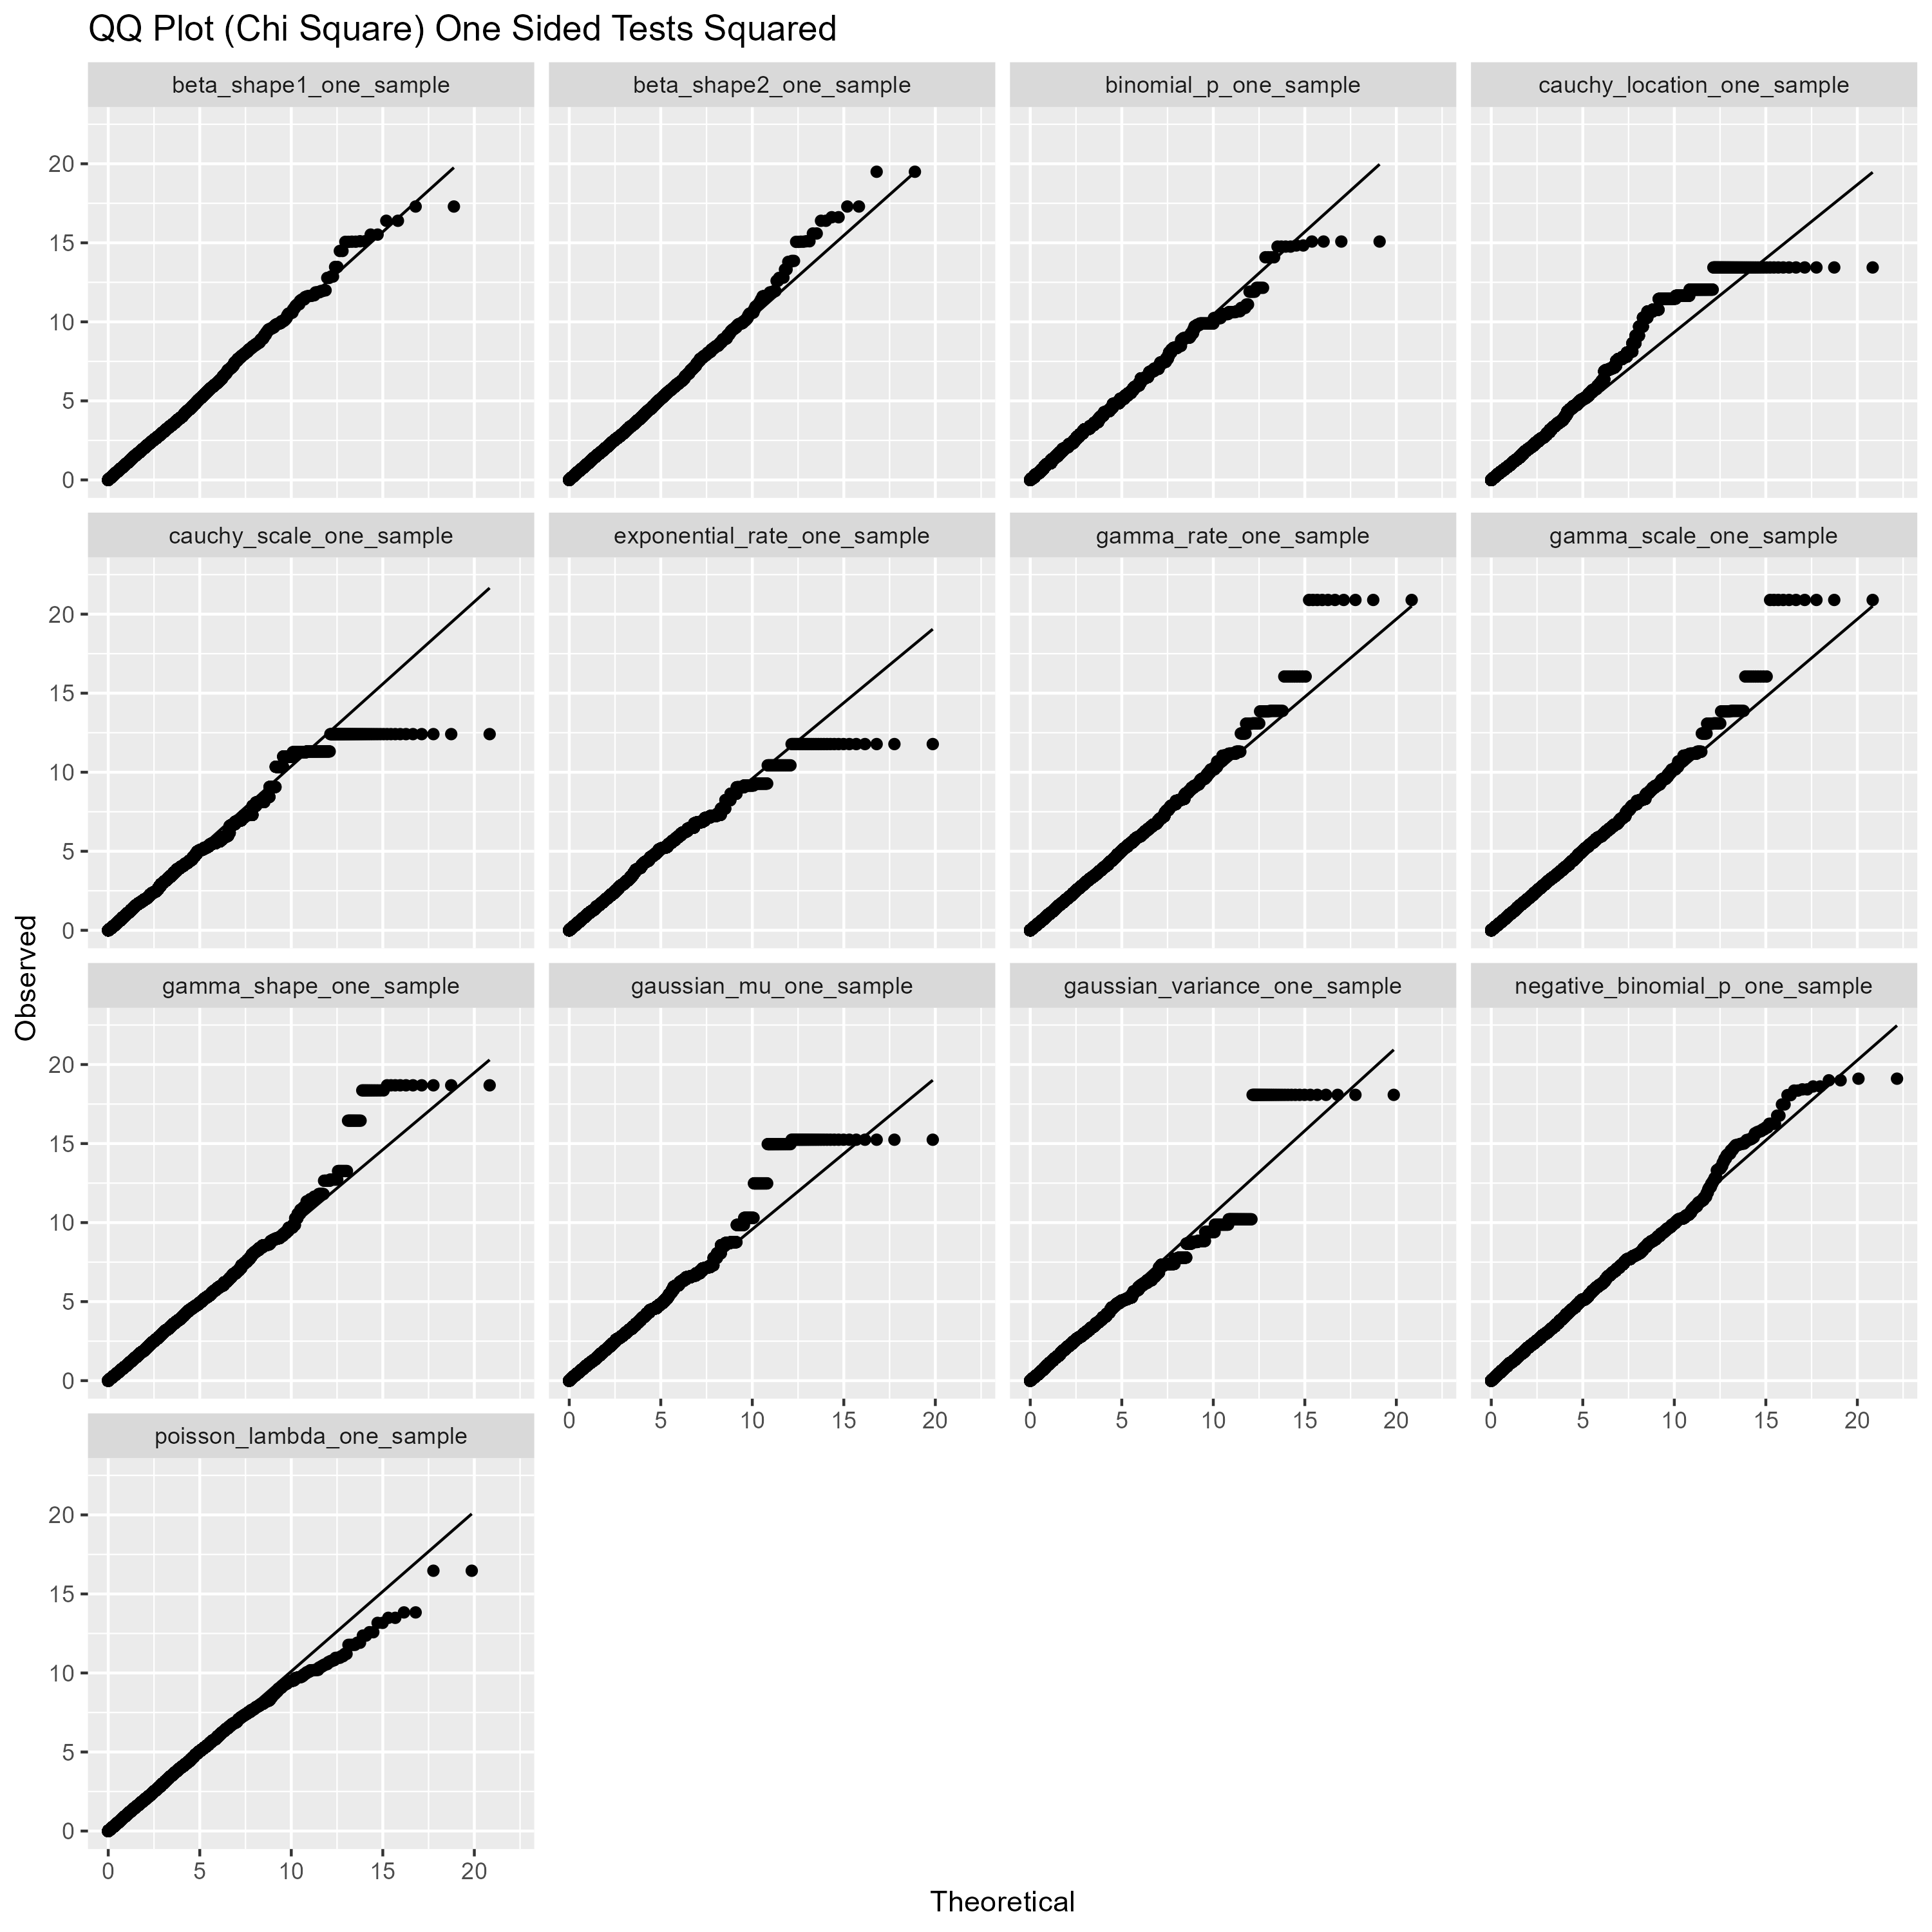 QQ Plot (Chi Square) One Sided Tests Squared
beta_shape1_one_sample
beta_shape2_one_sample
binomial_p_one_sample
cauchy_location_one_sample
20
15
10
5
0
cauchy_scale_one_sample
exponential_rate_one_sample
gamma_rate_one_sample
gamma_scale_one_sample
20
15
10
5
0
Observed
gamma_shape_one_sample
gaussian_mu_one_sample
gaussian_variance_one_sample
negative_binomial_p_one_sample
20
15
10
5
0
0 5 10 15 20
0 5 10 15 20
0 5 10 15 20
poisson_lambda_one_sample
20
15
10
5
0
0 5 10 15 20
Theoretical